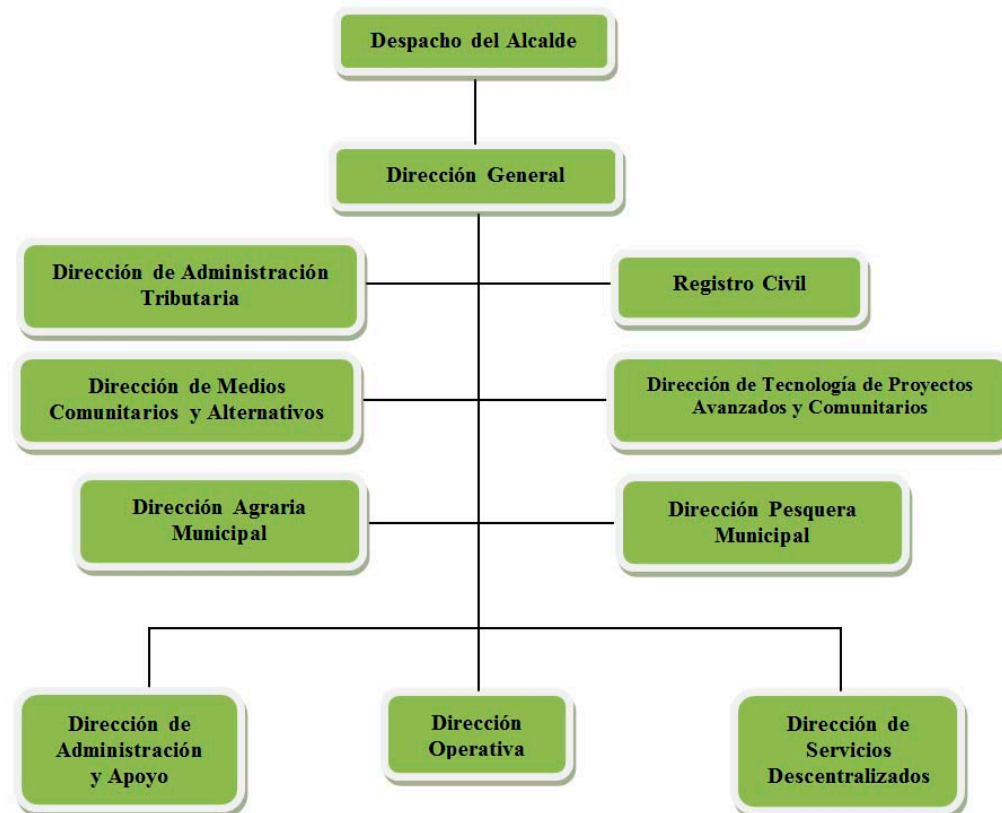 Despacho del Alcalde
Dirección General
Dirección de Administración
Tributaria
Registro Civil
Dirección de Medios
Comunitarios y Alternativos
Dirección de Tecnología de Proyectos
Avanzados y Comunitarios
Dirección Agraria
Municipal
Dirección Pesquera
Municipal
Dirección de
Administración
y Apoyo
Dirección
Operativa
Dirección de
Servicios
Descentralizados